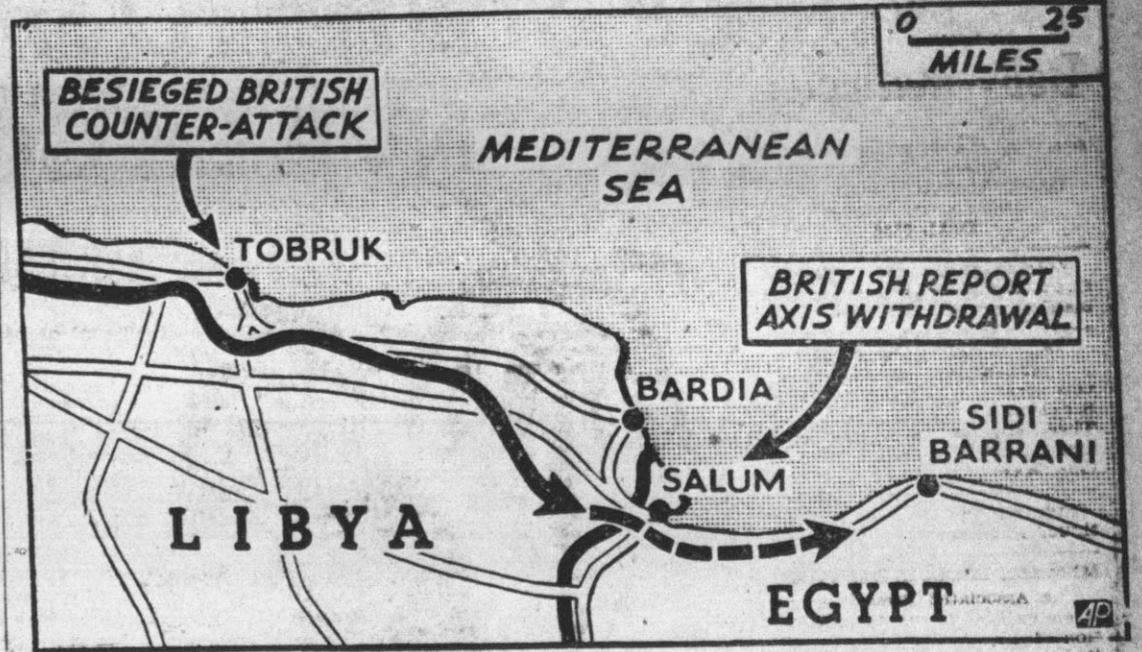 0 25
MILES
BESIEGED BRITISH
COUNTER-ATTACK
MEDITERRANEAN
SEA
TOBRUK
BRITISH REPORT
AXIS WITHDRAWAL
BARDIA
SIDI
BARRANI
SALUM
LIBYA
EGYPT
AP